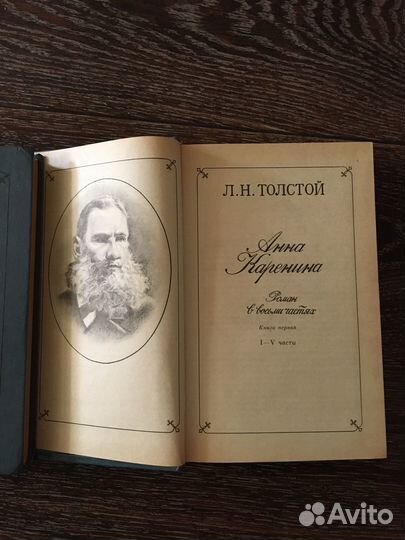 Л.Н. ТОЛСТОЙ
Анна
Каренина
Роман
в восьми частях
Книга первая
I—V части
Avito